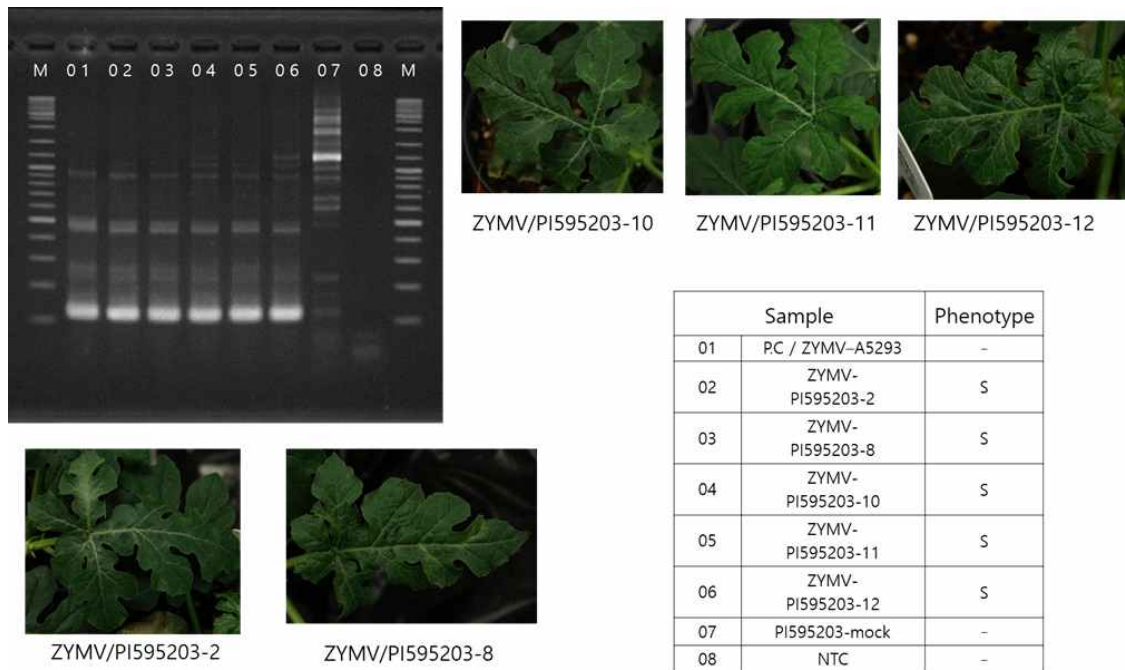 M 01 02 03 04 05 06 07 08 M
ZYMV/PI595203-10
ZYMV/PI595203-11
ZYMV/PI595203-12
Sample Phenotype
01 P.C / ZYMV-A5293 -
02 ZYMV-
PI595203-2 S
03 ZYMV-
PI595203-8 S
04 ZYMV-
PI595203-10 S
05 ZYMV-
PI595203-11 S
06 ZYMV-
PI595203-12 S
07 PI595203-mock -
08 NTC -
ZYMV/PI595203-2
ZYMV/PI595203-8